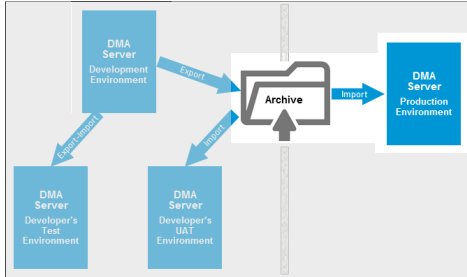 DMA
Server
Development
Environment
Export
Archive
Import
DMA
Server
Production
Environment
Export-Import
Import
DMA
Server
Developer's
Test
Environment
DMA
Server
Developer's
UAT
Environment